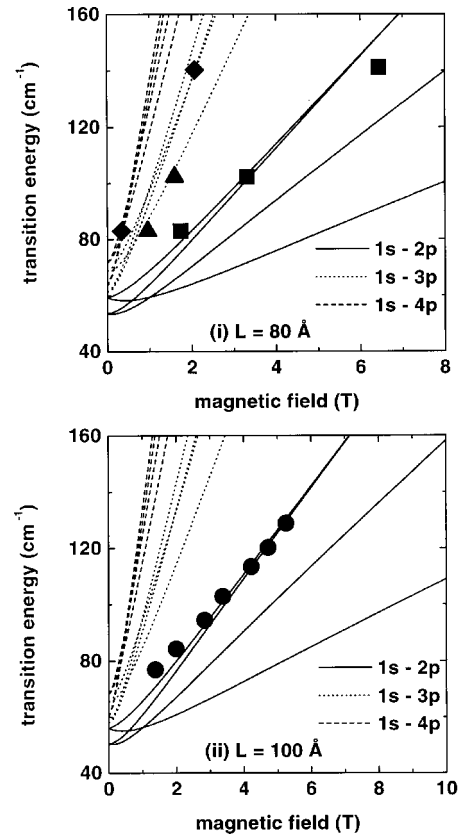 160
120
80
40
transition energy (cm⁻¹)
1s - 2p
1s - 3p
1s - 4p
(i) L = 80 Å
0 2 4 6 8
magnetic field (T)
160
120
80
40
transition energy (cm⁻¹)
1s - 2p
1s - 3p
1s - 4p
(ii) L = 100 Å
0 2 4 6 8 10
magnetic field (T)